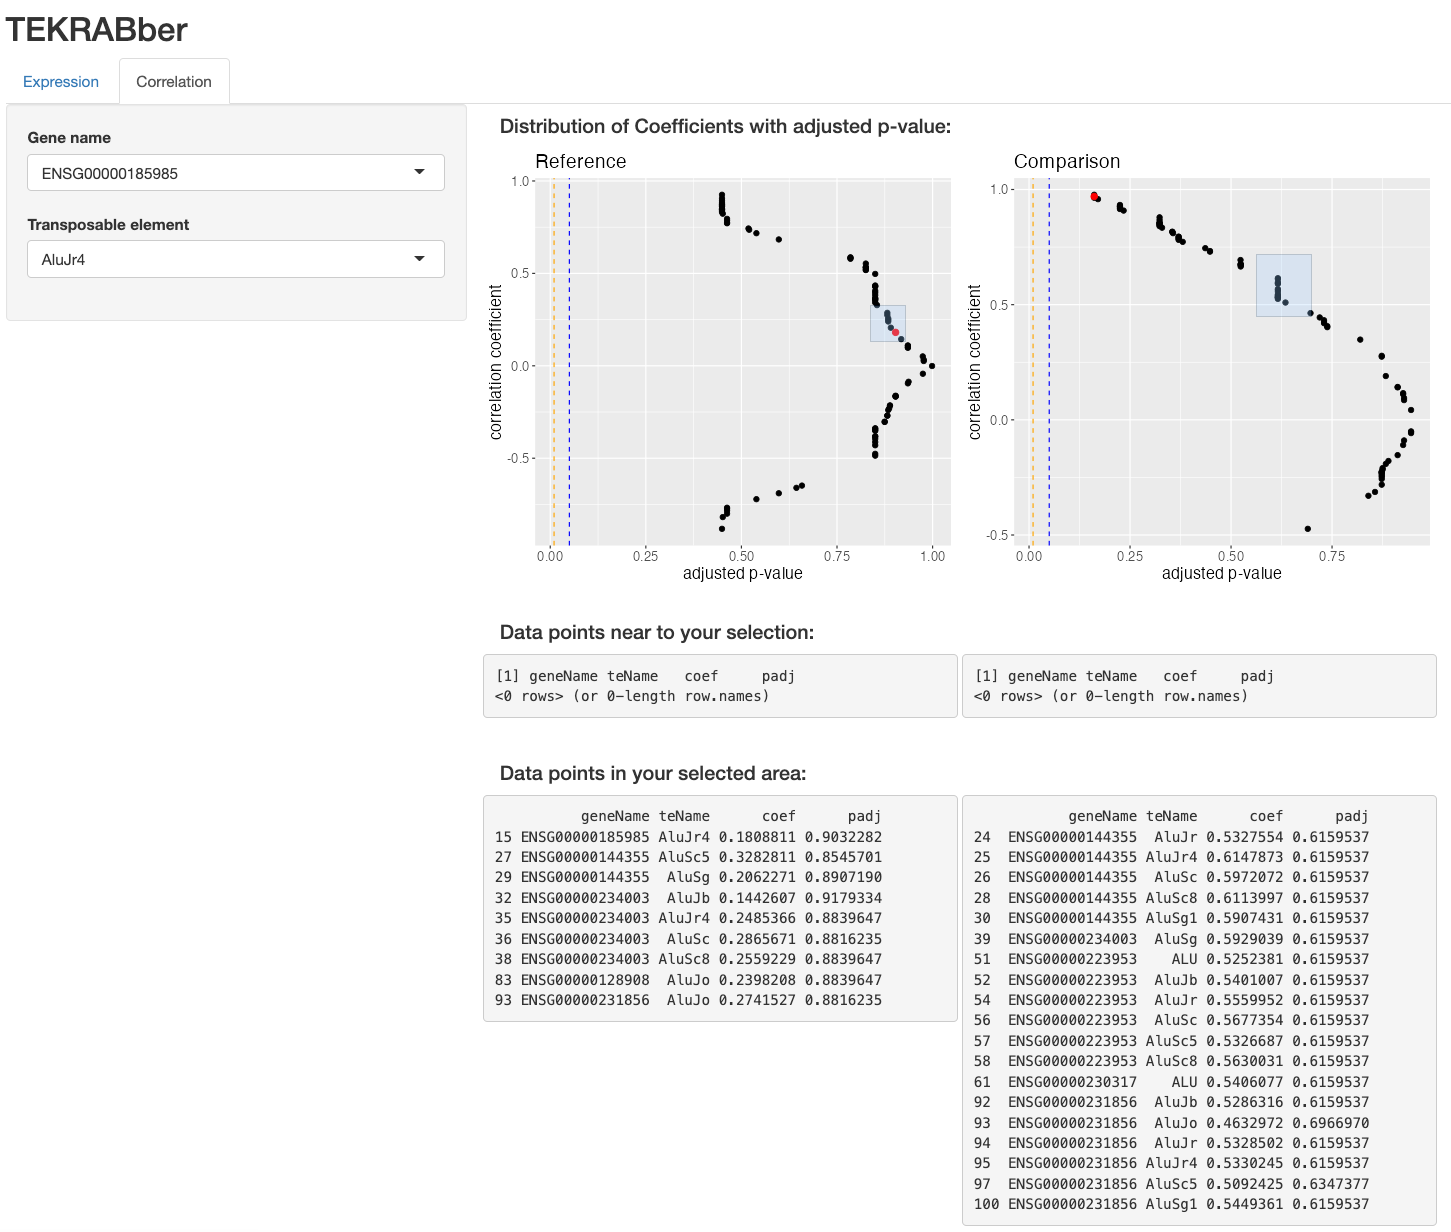 TEKRABber
Expression
Correlation
Gene name
ENSG00000185985
Transposable element
AluJr4
Distribution of Coefficients with adjusted p-value:
Reference
correlation coefficient
1.0
0.5
0.0
-0.5
0.00 0.25 0.50 0.75 1.00
adjusted p-value
Comparison
correlation coefficient
1.0
0.5
0.0
-0.5
0.00 0.25 0.50 0.75
adjusted p-value
Data points near to your selection:
[1] geneName teName coef padj
<0 rows> (or 0-length row.names)
[1] geneName teName coef padj
<0 rows> (or 0-length row.names)
Data points in your selected area:
geneName teName coef padj
15 ENSG00000185985 AluJr4 0.1808811 0.9032282
27 ENSG00000144355 AluSc5 0.3282811 0.8545701
29 ENSG00000144355 AluSg 0.2062271 0.8907190
32 ENSG00000234003 AluJb 0.1442607 0.9179334
35 ENSG00000234003 AluJr4 0.2485366 0.8839647
36 ENSG00000234003 AluSc 0.2865671 0.8816235
38 ENSG00000234003 AluSc8 0.2559229 0.8839647
83 ENSG00000128908 AluJo 0.2398208 0.8839647
93 ENSG00000231856 AluJo 0.2741527 0.8816235
geneName teName coef padj
24 ENSG00000144355 AluJr 0.5327554 0.6159537
25 ENSG00000144355 AluJr4 0.6147873 0.6159537
26 ENSG00000144355 AluSc 0.5972072 0.6159537
28 ENSG00000144355 AluSc8 0.6113997 0.6159537
30 ENSG00000144355 AluSg1 0.5907431 0.6159537
39 ENSG00000234003 AluSg 0.5929039 0.6159537
51 ENSG00000223953 ALU 0.5252381 0.6159537
52 ENSG00000223953 AluJb 0.5401007 0.6159537
54 ENSG00000223953 AluJr 0.5559952 0.6159537
56 ENSG00000223953 AluSc 0.5677354 0.6159537
57 ENSG00000223953 AluSc5 0.5326687 0.6159537
58 ENSG00000223953 AluSc8 0.5630031 0.6159537
61 ENSG00000230317 ALU 0.5406077 0.6159537
92 ENSG00000231856 AluJb 0.5286316 0.6159537
93 ENSG00000231856 AluJo 0.4632972 0.6966970
94 ENSG00000231856 AluJr 0.5328502 0.6159537
95 ENSG00000231856 AluJr4 0.5330245 0.6159537
97 ENSG00000231856 AluSc5 0.5092425 0.6347377
100 ENSG00000231856 AluSg1 0.5449361 0.6159537